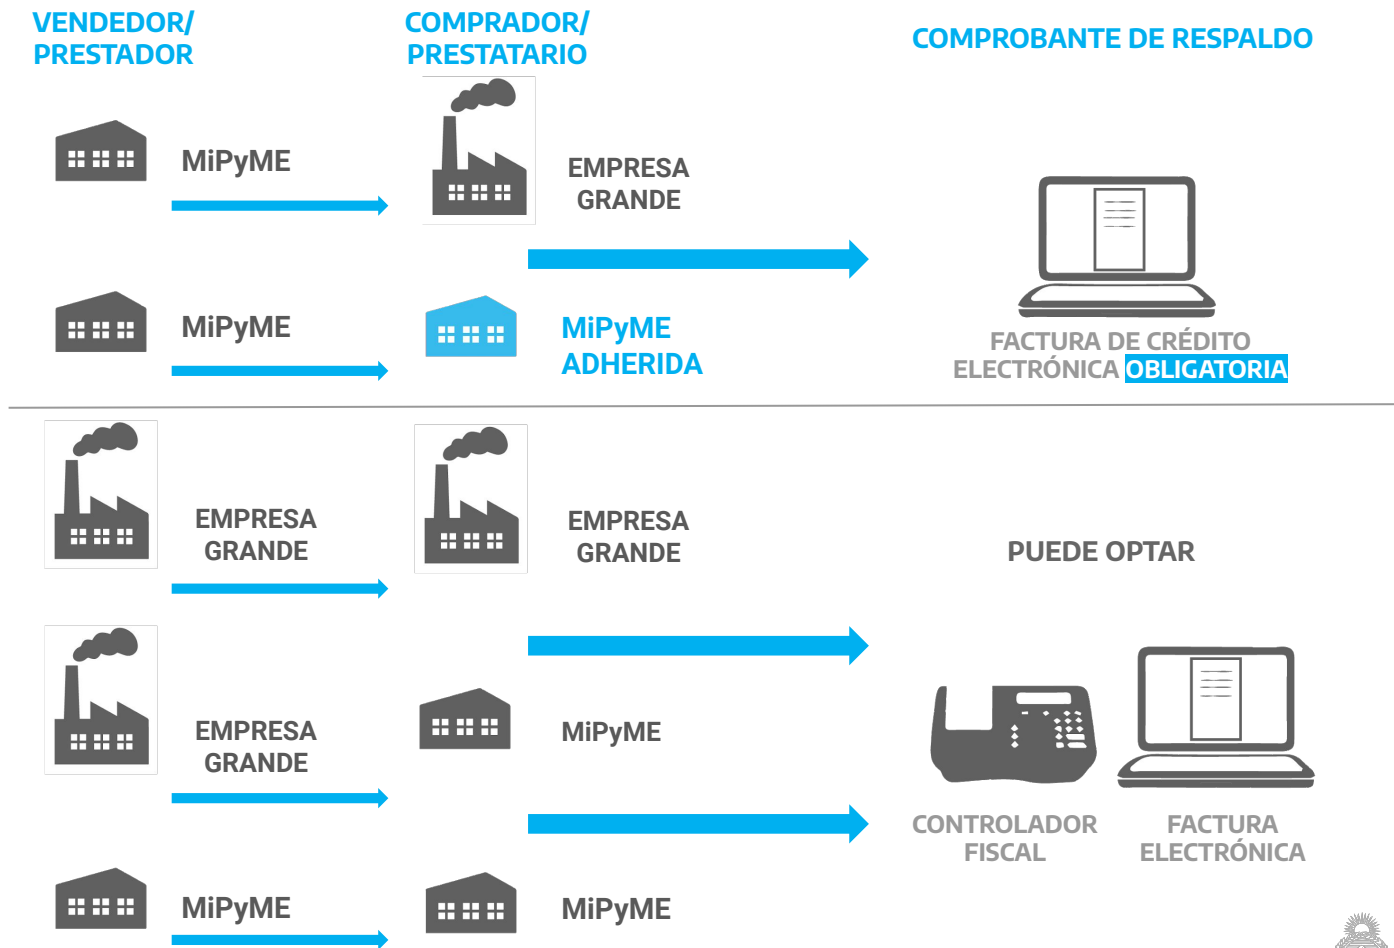 VENDEDOR/
PRESTADOR
COMPRADOR/
PRESTATARIO
COMPROBANTE DE RESPALDO
MiPyME
EMPRESA
GRANDE
MiPyME
MiPyME
ADHERIDA
FACTURA DE CRÉDITO
ELECTRÓNICA OBLIGATORIA
EMPRESA
GRANDE
EMPRESA
GRANDE
PUEDE OPTAR
EMPRESA
GRANDE
MiPyME
CONTROLADOR
FISCAL
FACTURA
ELECTRÓNICA
MiPyME
MiPyME